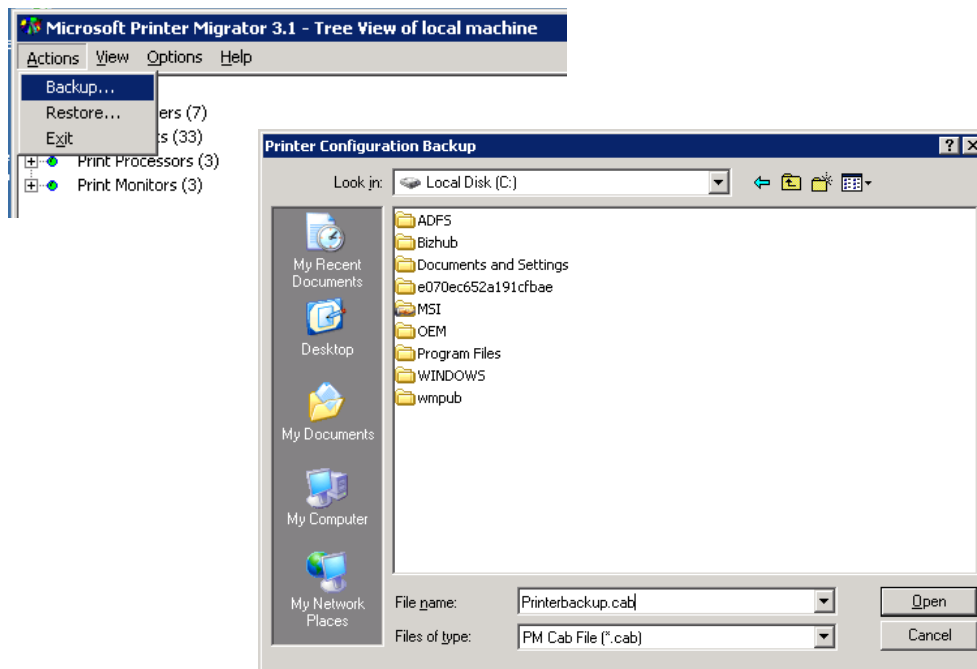 Microsoft Printer Migrator 3.1 - Tree View of local machine
Actions View Options Help
Backup...
Restore...
Exit
ers (7)
ts (33)
Print Processors (3)
Print Monitors (3)
Printer Configuration Backup
Look in: Local Disk (C:)
My Recent
Documents
Desktop
My Documents
My Computer
My Network
Places
ADFS
Bizhub
Documents and Settings
e070ec652a191cfbae
MSI
OEM
Program Files
WINDOWS
wmpub
File name: Printerbackup.cab
Open
Files of type: PM Cab File (*.cab)
Cancel